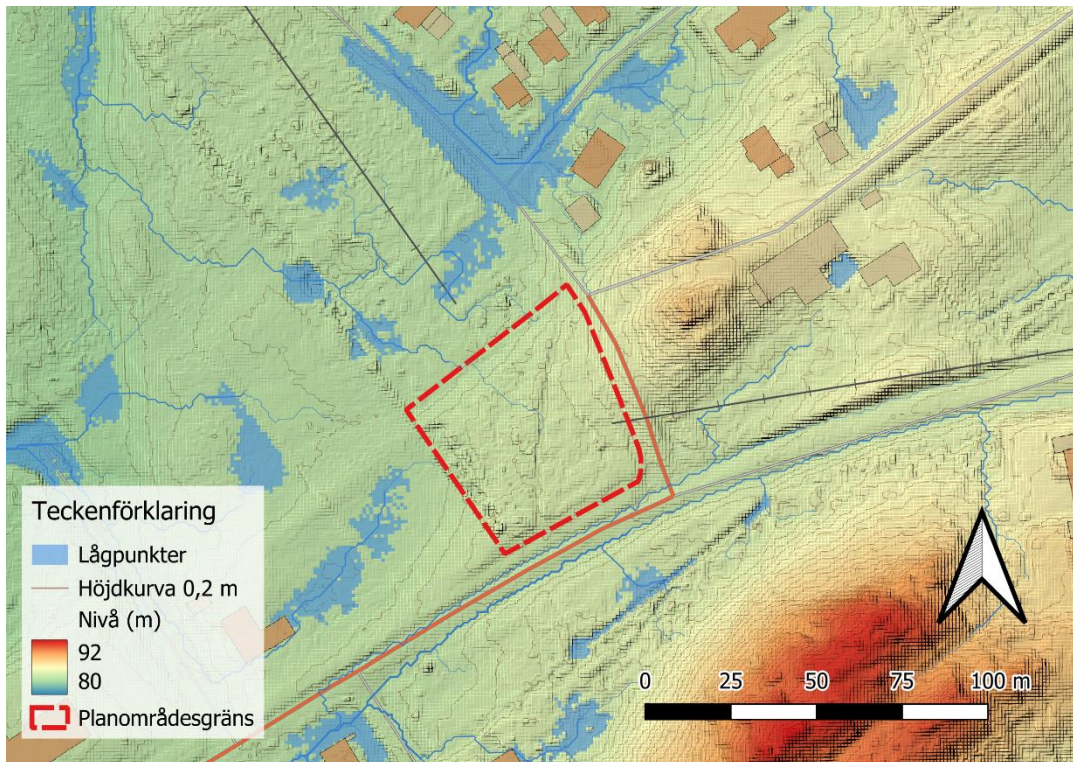 Teckenförklaring
Lågpunkter
Höjdkurva 0,2 m
Nivå (m)
92
80
Planområdesgräns
0 25 50 75 100 m